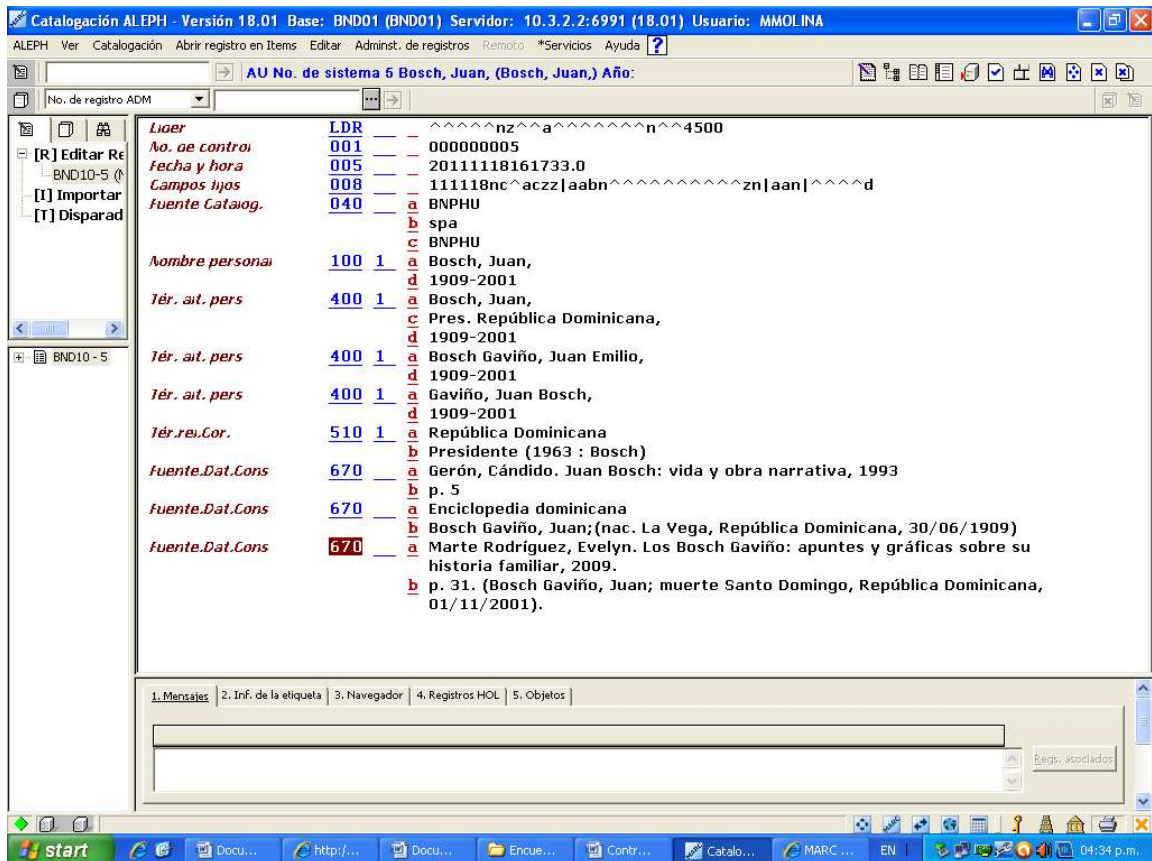 Catalogación ALEPH - Versión 18.01 Base: BND01 (BND01) Servidor: 10.3.2.2:6991 (18.01) Usuario: MMOLINA
ALEPH Ver Catalogación Abrir registro en Items Editar Adminst. de registros Remoto *Servicios Ayuda ?
AU No. de sistema 5 Bosch, Juan, (Bosch, Juan,) Año:
No. de registro ADM
[R] Editar Re
BND10-5 (N
[I] Importar
[T] Disparad
BND10 - 5
Lider LDR ^^^^^nz^^a^^^^^^^n^^4500
No. de control 001 000000005
Fecha y hora 005 20111118161733.0
Campos fijos 008 111118nc^aczz|aabn^^^^^^^^^^zn|aan|^^^^d
Fuente Catalog. 040 a BNPHU
b spa
c BNPHU
Nombre personal 100 1 a Bosch, Juan,
d 1909-2001
Tér. alt. pers 400 1 a Bosch, Juan,
c Pres. República Dominicana,
d 1909-2001
Tér. alt. pers 400 1 a Bosch Gaviño, Juan Emilio,
d 1909-2001
Tér. alt. pers 400 1 a Gaviño, Juan Bosch,
d 1909-2001
Tér.rel.Cor. 510 1 a República Dominicana
b Presidente (1963 : Bosch)
Fuente.Dat.Cons 670 a Gerón, Cándido. Juan Bosch: vida y obra narrativa, 1993
b p. 5
Fuente.Dat.Cons 670 a Enciclopedia dominicana
b Bosch Gaviño, Juan;(nac. La Vega, República Dominicana, 30/06/1909)
Fuente.Dat.Cons 670 a Marte Rodríguez, Evelyn. Los Bosch Gaviño: apuntes y gráficas sobre su
historia familiar, 2009.
b p. 31. (Bosch Gaviño, Juan; muerte Santo Domingo, República Dominicana,
01/11/2001).
1. Mensajes 2. Inf. de la etiqueta 3. Navegador 4. Registros HOL 5. Objetos
Regs. asociados
start Docu... http:/... Docu... Encue... Contr... Catalo... MARC ... EN 04:34 p.m.